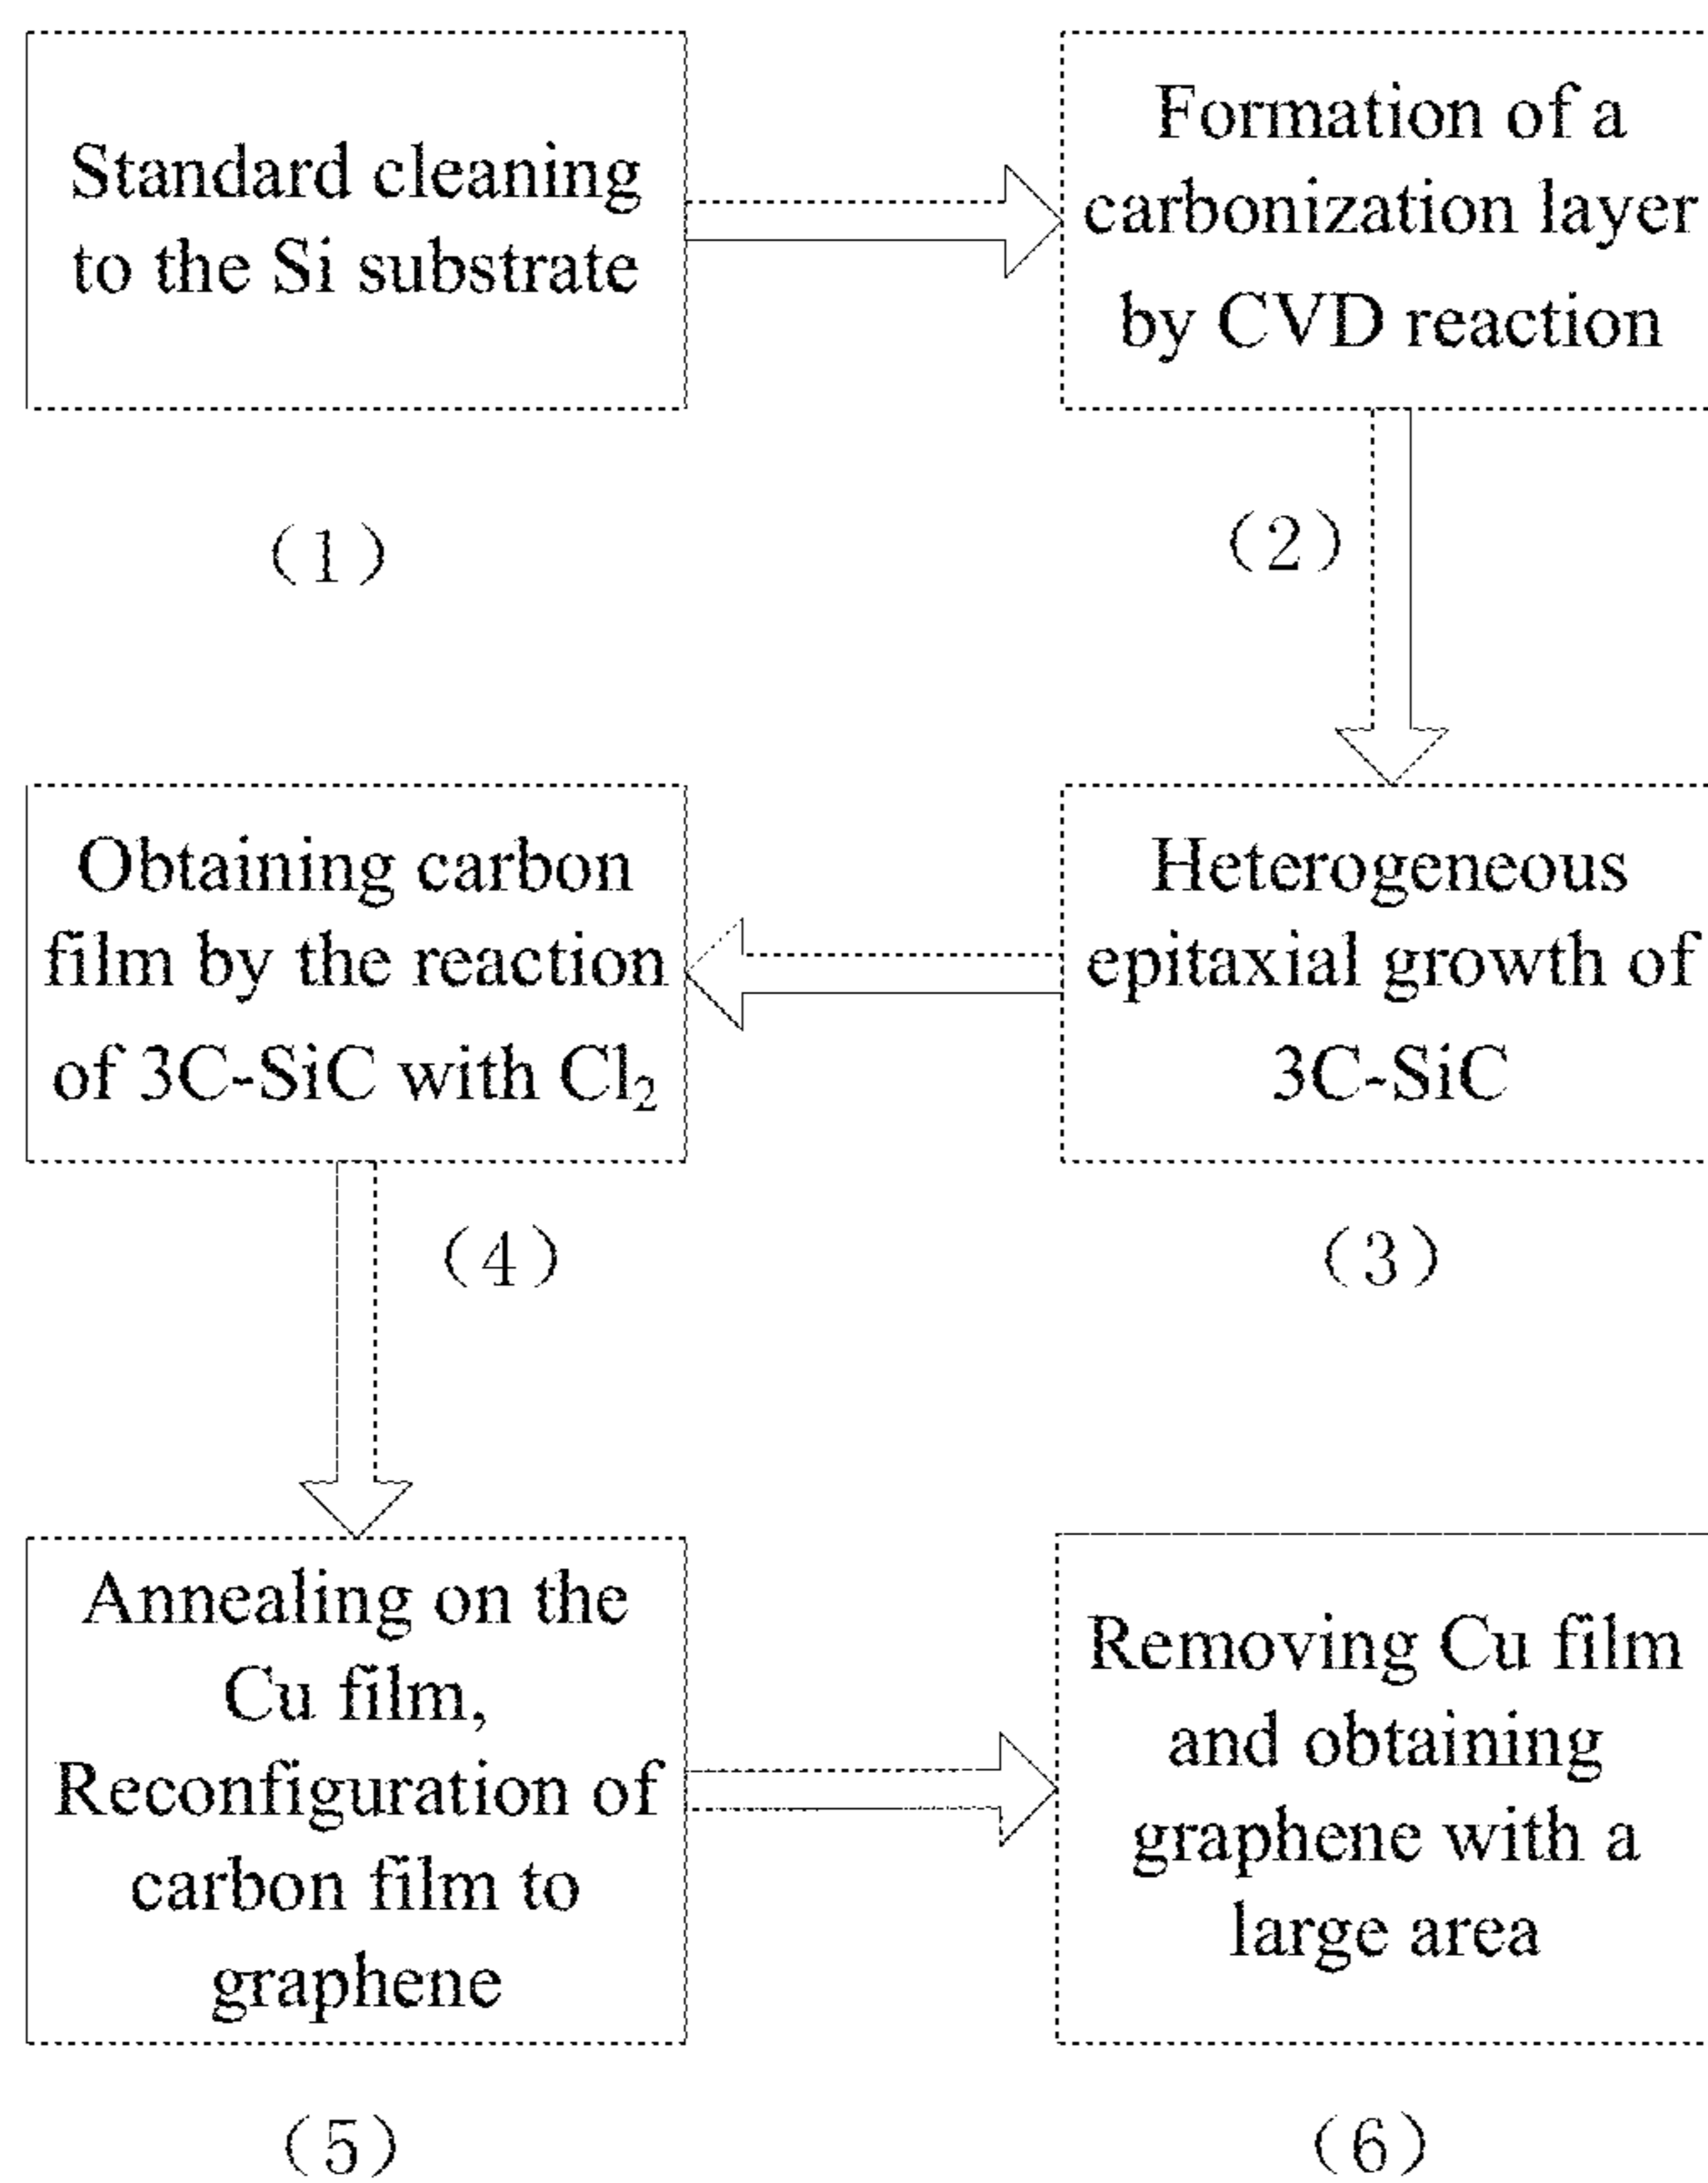 Standard cleaning
to the Si substrate
(1)
Formation of a
carbonization layer
by CVD reaction
(2)
Heterogeneous
epitaxial growth of
3C-SiC
(3)
Obtaining carbon
film by the reaction
of 3C-SiC with Cl₂
(4)
Annealing on the
Cu film,
Reconfiguration of
carbon film to
graphene
(5)
Removing Cu film
and obtaining
graphene with a
large area
(6)